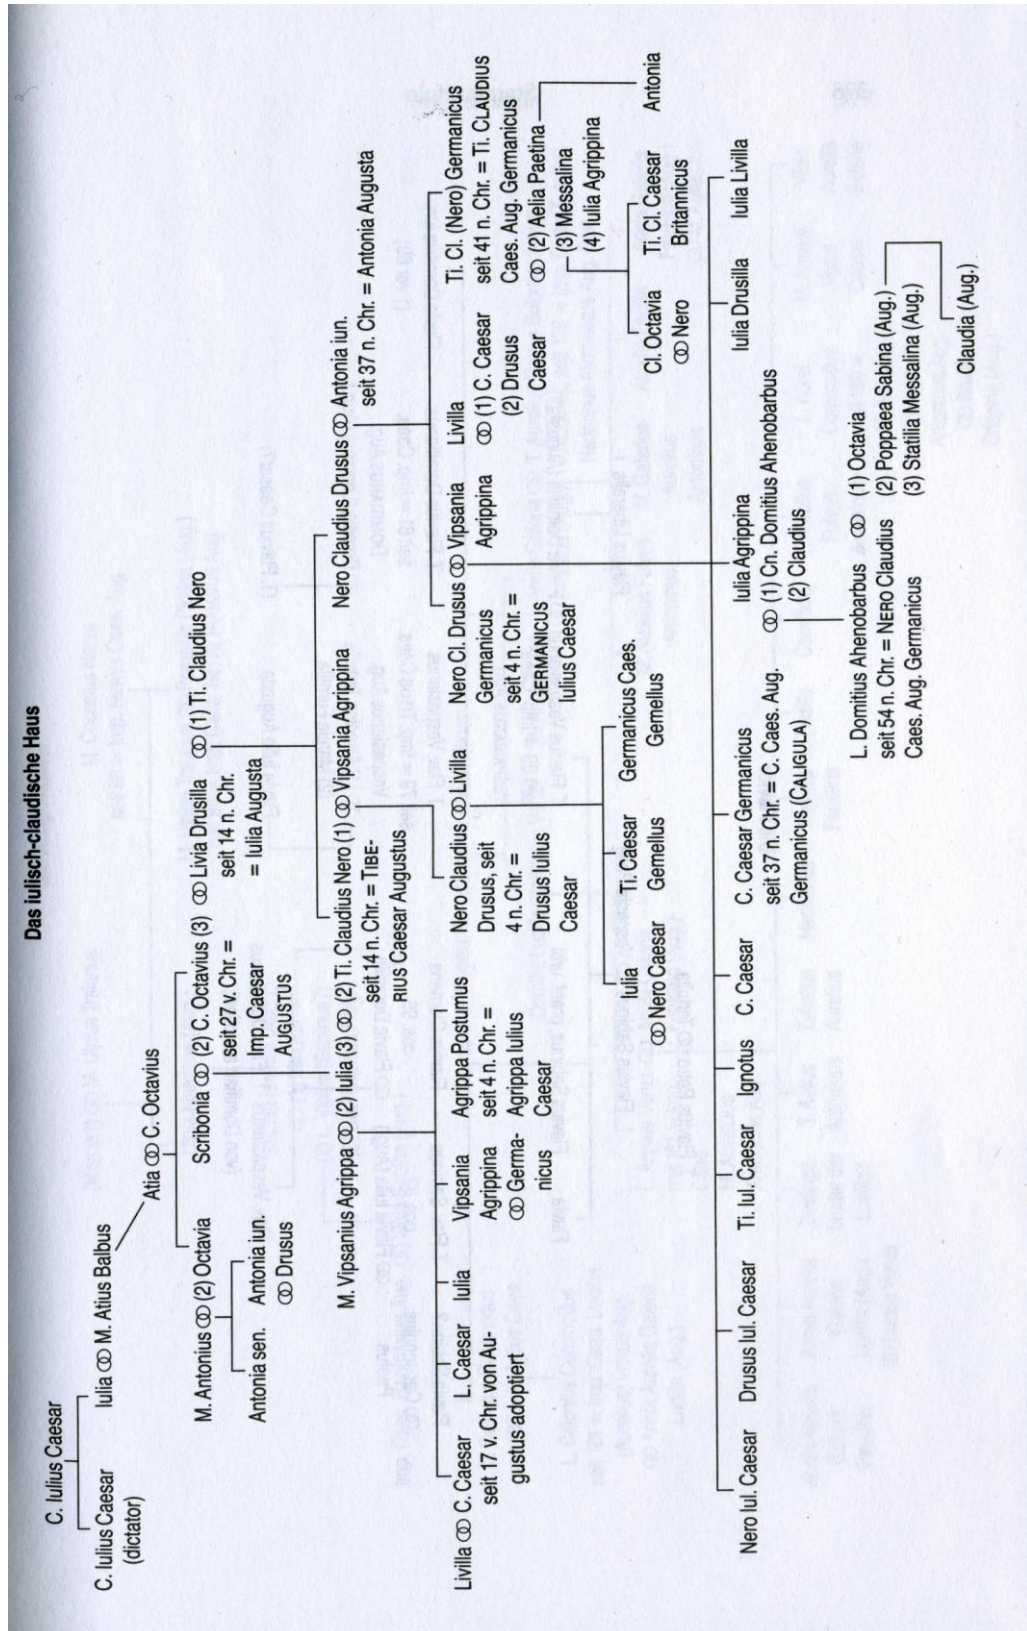 Das iulisch-claudische Haus
C. Iulius Caesar
C. Iulius Caesar
(dictator)
Iulia ⚭ M. Atius Balbus
Atia ⚭ C. Octavius
M. Antonius ⚭ (2) Octavia
Scribonia ⚭ (2) C. Octavius (3) ⚭ Livia Drusilla ⚭ (1) Ti. Claudius Nero
seit 27 v. Chr. =
Imp. Caesar
AUGUSTUS
seit 14 n. Chr.
= Iulia Augusta
Antonia sen.
Antonia iun.
⚭ Drusus
M. Vipsanius Agrippa ⚭ (2) Iulia (3) ⚭ (2) Ti. Claudius Nero (1) ⚭ Vipsania Agrippina
seit 14 n. Chr. = TIBE-
RIUS Caesar Augustus
Nero Claudius Drusus ⚭ Antonia iun.
seit 37 n. Chr. = Antonia Augusta
Livilla ⚭ C. Caesar
L. Caesar
seit 17 v. Chr. von Au-
gustus adoptiert
Iulia
Vipsania
Agrippina
⚭ Germa-
nicus
Agrippa Postumus
seit 4 n. Chr. =
Agrippa Iulius
Caesar
Nero Claudius ⚭ Livilla
Drusus, seit
4 n. Chr. =
Drusus Iulius
Caesar
Nero Cl. Drusus ⚭ Vipsania
Germanicus
Agrippina
seit 4 n. Chr. =
GERMANICUS
Iulius Caesar
Livilla
⚭ (1) C. Caesar
(2) Drusus
Caesar
Ti. Cl. (Nero) Germanicus
seit 41 n. Chr. = Ti. CLAUDIUS
Caes. Aug. Germanicus
⚭ (2) Aelia Paetina
(3) Messalina
(4) Iulia Agrippina
Iulia
⚭ Nero Caesar
Ti. Caesar
Gemellus
Germanicus Caes.
Gemellus
Cl. Octavia
⚭ Nero
Ti. Cl. Caesar
Britannicus
Antonia
Nero Iul. Caesar
Drusus Iul. Caesar
Ti. Iul. Caesar
Ignotus
C. Caesar
C. Caesar Germanicus
seit 37 n. Chr. = C. Caes. Aug.
Germanicus (CALIGULA)
Iulia Agrippina
⚭ (1) Cn. Domitius Ahenobarbus
(2) Claudius
Iulia Drusilla
Iulia Livilla
L. Domitius Ahenobarbus ⚭ (1) Octavia
seit 54 n. Chr. = NERO Claudius
Caes. Aug. Germanicus
(2) Poppaea Sabina (Aug.)
(3) Statilia Messalina (Aug.)
Claudia (Aug.)